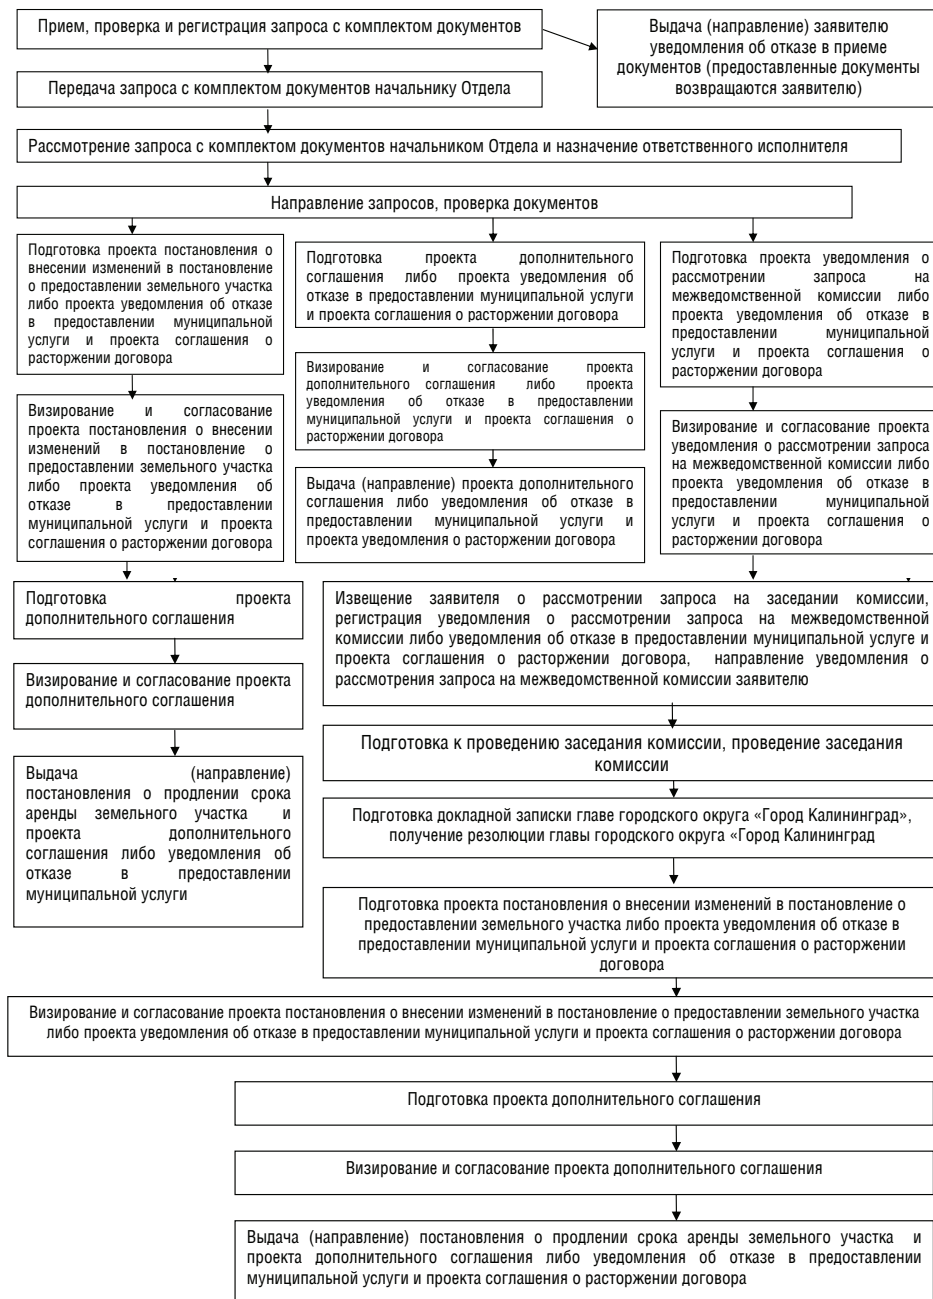 Прием, проверка и регистрация запроса с комплектом документов
Выдача (направление) заявителю
уведомления об отказе в приеме
документов (предоставленные документы
возвращаются заявителю)
Передача запроса с комплектом документов начальнику Отдела
Рассмотрение запроса с комплектом документов начальником Отдела и назначение ответственного исполнителя
Направление запросов, проверка документов
Подготовка проекта постановления о
внесении изменений в постановление
о предоставлении земельного участка
либо проекта уведомления об отказе
в предоставлении муниципальной
услуги и проекта соглашения о
расторжении договора
Визирование и согласование
проекта постановления о внесении
изменений в постановление о
предоставлении земельного участка
либо проекта уведомления об
отказе в предоставлении
муниципальной услуги и проекта
соглашения о расторжении договора
Подготовка проекта дополнительного
соглашения либо проекта уведомления об
отказе в предоставлении муниципальной услуги
и проекта соглашения о расторжении договора
Визирование и согласование проекта
дополнительного соглашения либо проекта
уведомления об отказе в предоставлении
муниципальной услуги и проекта соглашения о
расторжении договора
Выдача (направление) проекта дополнительного
соглашения либо уведомления об отказе в
предоставлении муниципальной услуги и
проекта уведомления о расторжении договора
Подготовка проекта уведомления о
рассмотрении запроса на
межведомственной комиссии либо
проекта уведомления об отказе в
предоставлении муниципальной
услуги и проекта соглашения о
расторжении договора
Визирование и согласование проекта
уведомления о рассмотрении запроса
на межведомственной комиссии либо
проекта уведомления об отказе в
предоставлении муниципальной
услуги и проекта соглашения о
расторжении договора
Подготовка проекта
дополнительного соглашения
Визирование и согласование проекта
дополнительного соглашения
Выдача (направление)
постановления о продлении срока
аренды земельного участка и
проекта дополнительного
соглашения либо уведомления об
отказе в предоставлении
муниципальной услуги
Извещение заявителя о рассмотрении запроса на заседании комиссии,
регистрация уведомления о рассмотрении запроса на межведомственной
комиссии либо уведомления об отказе в предоставлении муниципальной услуге и
проекта соглашения о расторжении договора, направление уведомления о
рассмотрения запроса на межведомственной комиссии заявителю
Подготовка к проведению заседания комиссии, проведение заседания
комиссии
Подготовка докладной записки главе городского округа «Город Калининград»,
получение резолюции главы городского округа «Город Калининград
Подготовка проекта постановления о внесении изменений в постановление о
предоставлении земельного участка либо проекта уведомления об отказе в
предоставлении муниципальной услуги и проекта соглашения о расторжении
договора
Визирование и согласование проекта постановления о внесении изменений в постановление о предоставлении земельного участка
либо проекта уведомления об отказе в предоставлении муниципальной услуги и проекта соглашения о расторжении договора
Подготовка проекта дополнительного соглашения
Визирование и согласование проекта дополнительного соглашения
Выдача (направление) постановления о продлении срока аренды земельного участка и
проекта дополнительного соглашения либо уведомления об отказе в предоставлении
муниципальной услуги и проекта соглашения о расторжении договора